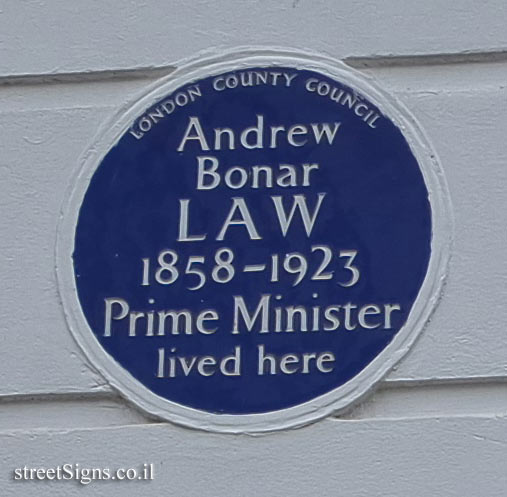 LONDON COUNTY COUNCIL
Andrew
Bonar
LAW
1858-1923
Prime Minister
lived here
streetSigns.co.il